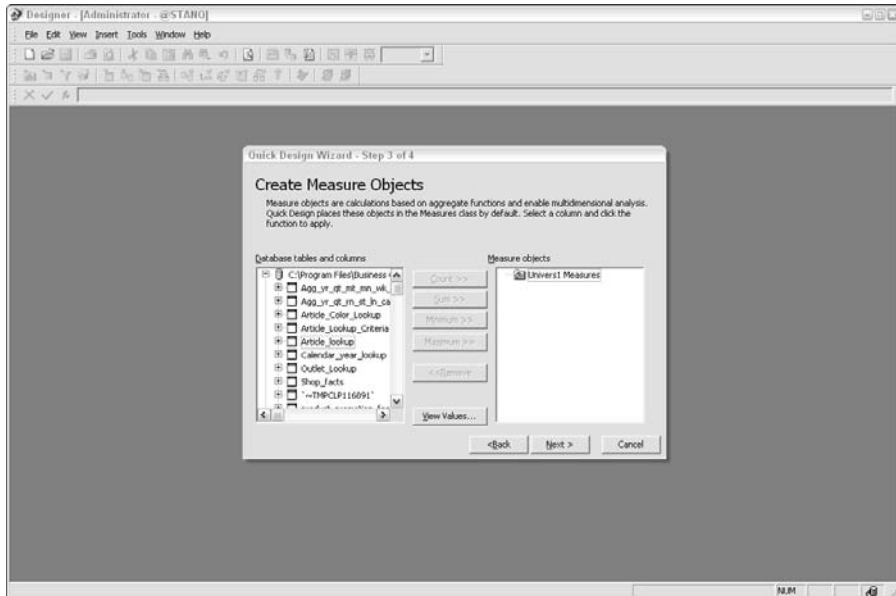 Designer - [Administrator - @STANO]
File Edit View Insert Tools Window Help
Quick Design Wizard - Step 3 of 4
Create Measure Objects
Measure objects are calculations based on aggregate functions and enable multidimensional analysis.
Quick Design places these objects in the Measures class by default. Select a column and click the
function to apply.
Database tables and columns
C:\Program Files\Business
Agg_yr_qt_mt_mn_wk_
Agg_yr_qt_rn_st_ln_ca
Article_Color_Lookup
Article_Lookup_Criteria
Article_lookup
Calendar_year_lookup
Outlet_Lookup
Shop_facts
`~TMPCLP116091`
Count >>
Sum >>
Minimum >>
Maximum >>
<<Remove
View Values...
Measure objects
Univers1 Measures
<Back Next > Cancel
NUM